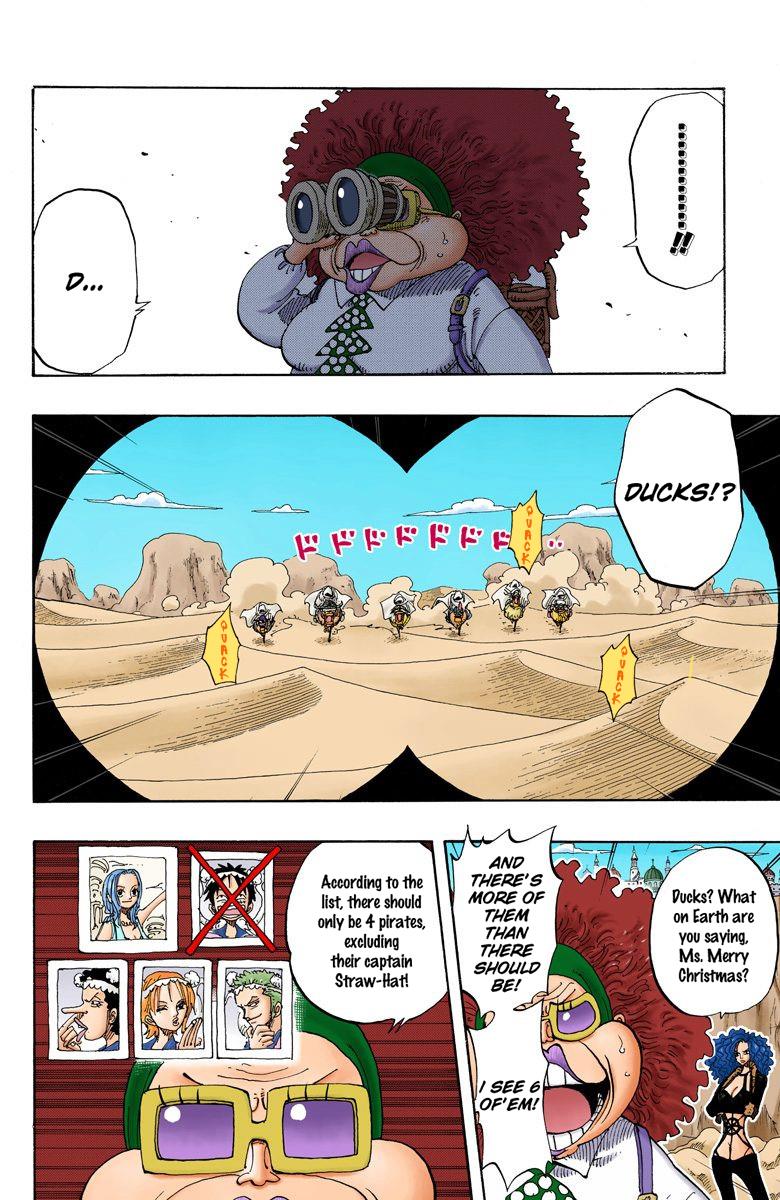 ............!!
D...
DUCKS!?
ドドドドドドド..
QUACK
QUACK
QUACK
Ducks? What
on Earth are
you saying,
Ms. Merry
Christmas?
AND
THERE'S
MORE OF
THEM
THAN
THERE
SHOULD
BE!
I SEE 6
OF'EM!
According to the
list, there should
only be 4 pirates,
excluding
their captain
Straw-Hat!